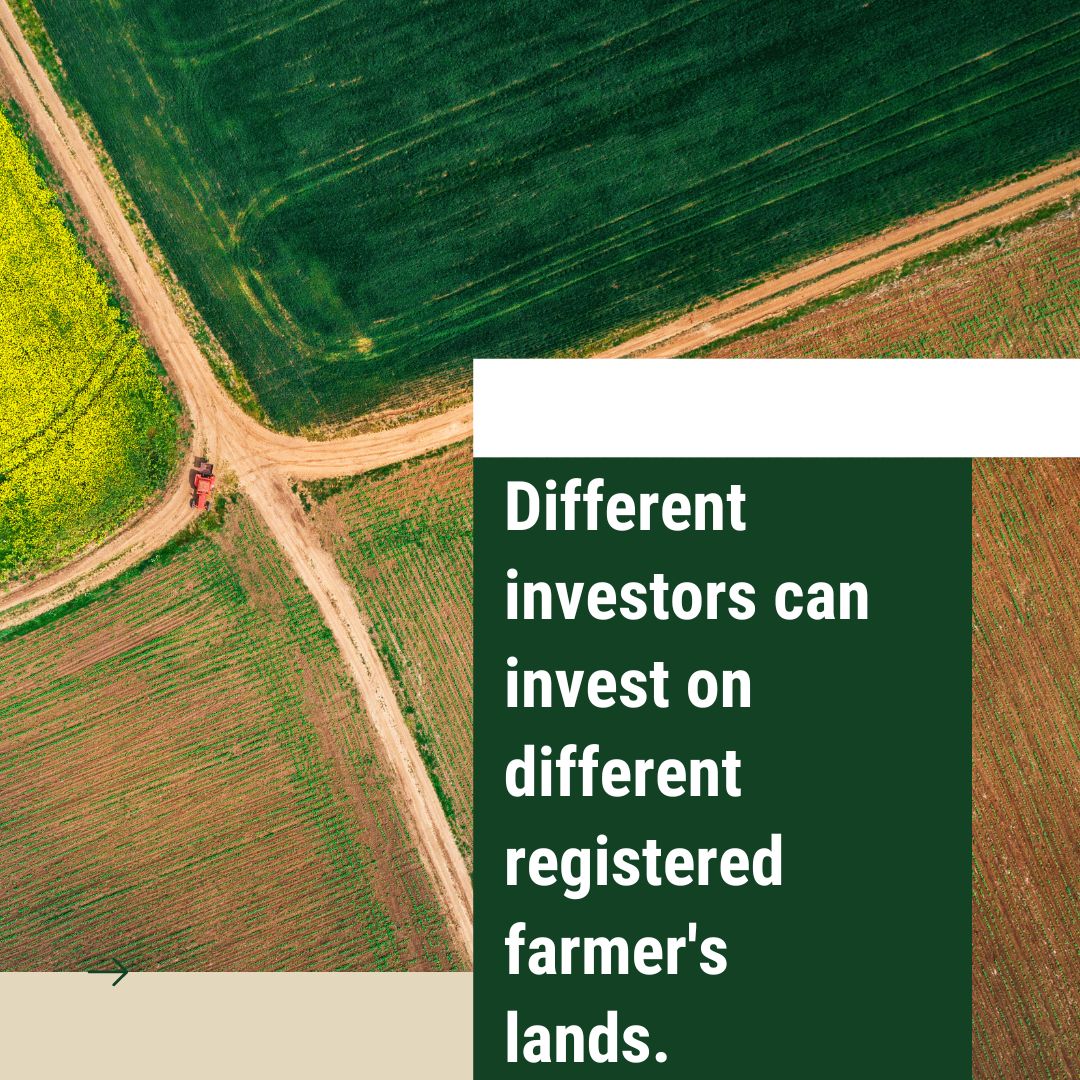 Different
investors can
invest on
different
registered
farmer's
lands.